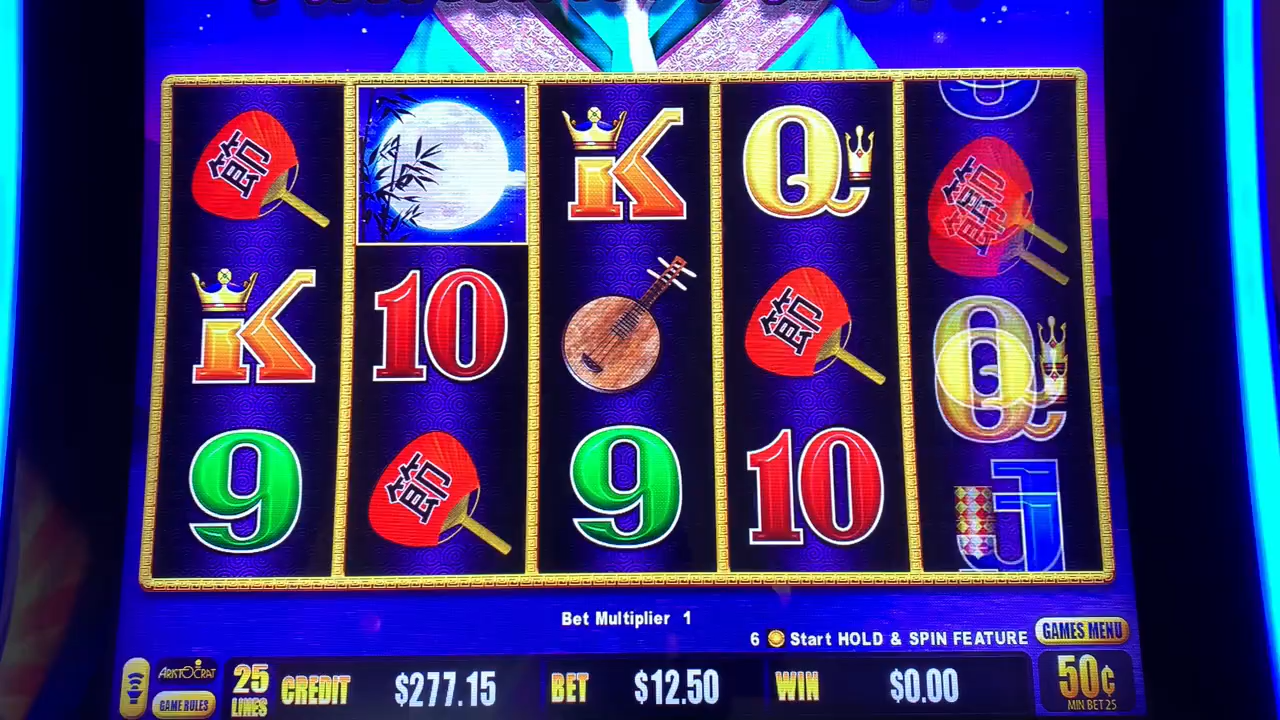 節 K Q
節
K 10 節 Q
9 節 9 10 J
Bet Multiplier 1
6 Start HOLD & SPIN FEATURE GAMES MENU
ARISTOCRAT
GAME RULES
25 LINES CREDIT $277.15 BET $12.50 WIN $0.00 50¢
MIN BET 25